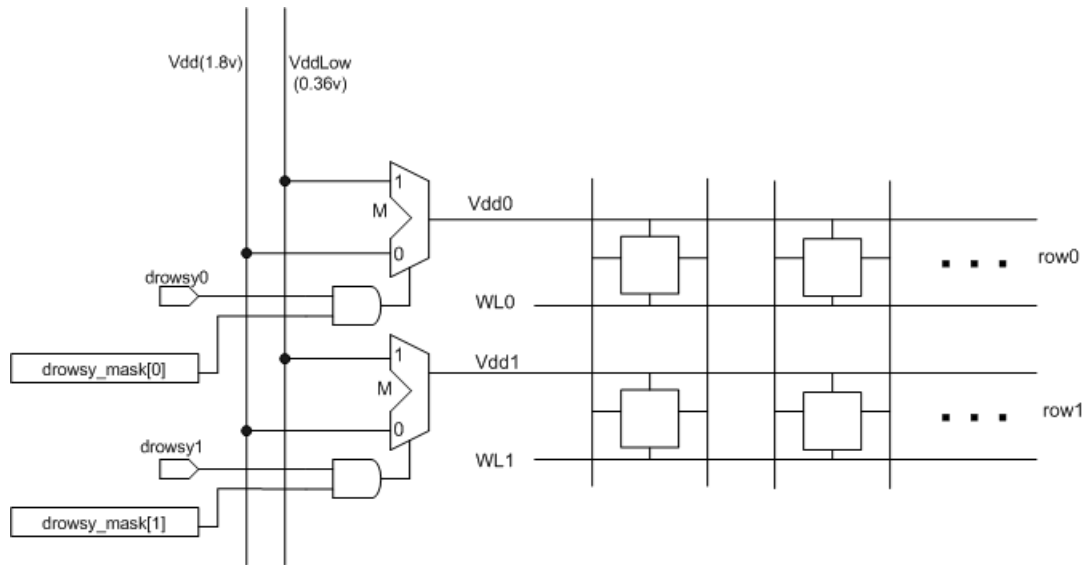 Vdd(1.8v)
VddLow
(0.36v)
1
M
0
Vdd0
drowsy0
row0
WL0
drowsy_mask[0]
1
M
0
Vdd1
drowsy1
row1
WL1
drowsy_mask[1]